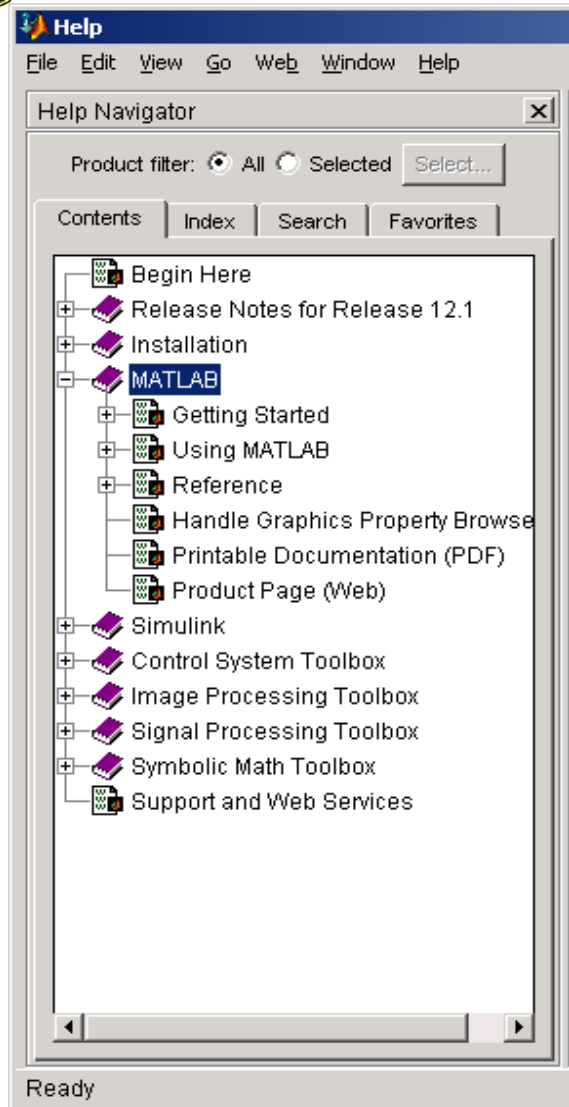 Help
File Edit View Go Web Window Help
Help Navigator
Product filter: All Selected Select...
Contents Index Search Favorites
Begin Here
Release Notes for Release 12.1
Installation
MATLAB
Getting Started
Using MATLAB
Reference
Handle Graphics Property Browse
Printable Documentation (PDF)
Product Page (Web)
Simulink
Control System Toolbox
Image Processing Toolbox
Signal Processing Toolbox
Symbolic Math Toolbox
Support and Web Services
Ready